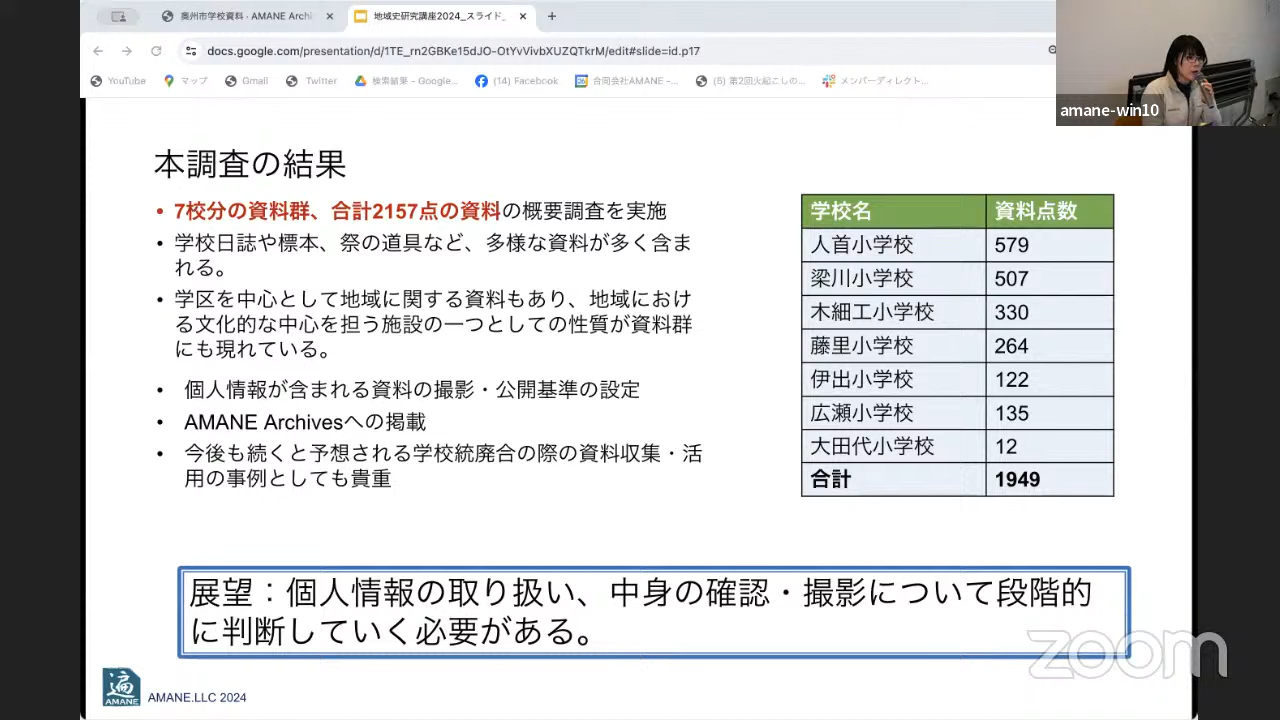 奥州市学校資料 · AMANE Archi
地域史研究講座2024_スライド_
docs.google.com/presentation/d/1TE_rn2GBKe15dJO-OtYvVivbXUZQTkrM/edit#slide=id.p17
YouTube マップ Gmail Twitter 検索結果 - Google... (14) Facebook 合同会社AMANE –... (5) 第2回火起こしの... メンバーディレクト...
amane-win10
本調査の結果
• 7校分の資料群、合計2157点の資料の概要調査を実施
• 学校日誌や標本、祭の道具など、多様な資料が多く含ま
れる。
• 学区を中心として地域に関する資料もあり、地域におけ
る文化的な中心を担う施設の一つとしての性質が資料群
にも現れている。
• 個人情報が含まれる資料の撮影・公開基準の設定
• AMANE Archivesへの掲載
• 今後も続くと予想される学校統廃合の際の資料収集・活
用の事例としても貴重
学校名 資料点数
人首小学校 579
梁川小学校 507
木細工小学校 330
藤里小学校 264
伊出小学校 122
広瀬小学校 135
大田代小学校 12
合計 1949
展望：個人情報の取り扱い、中身の確認・撮影について段階的
に判断していく必要がある。
zoom
遍
AMANE
AMANE.LLC 2024